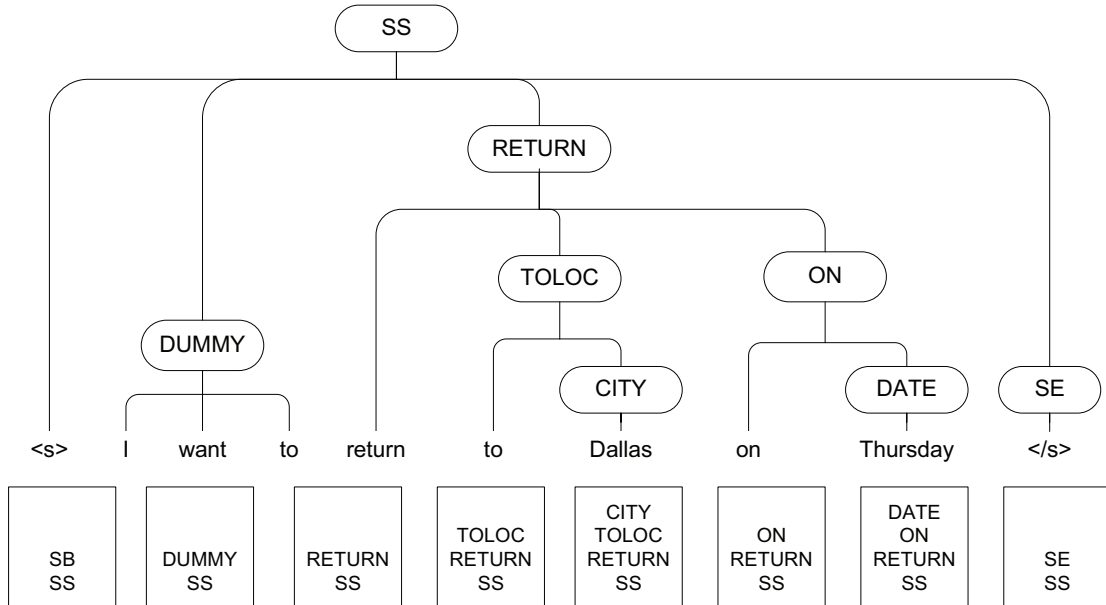 SS
RETURN
TOLOC ON
DUMMY
CITY DATE SE
<s> I want to return to Dallas on Thursday </s>
SB
SS
DUMMY
SS
RETURN
SS
TOLOC
RETURN
SS
CITY
TOLOC
RETURN
SS
ON
RETURN
SS
DATE
ON
RETURN
SS
SE
SS